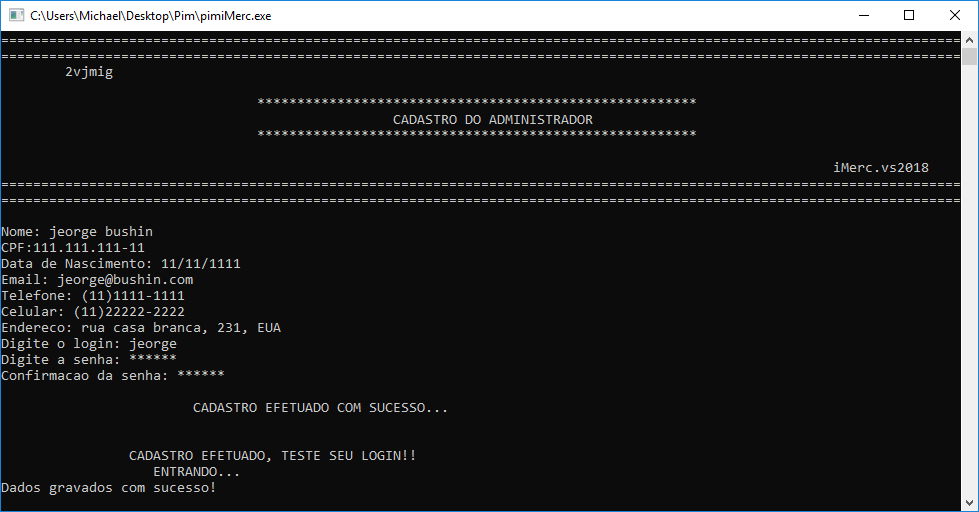 C:\Users\Michael\Desktop\Pim\pimiMerc.exe
========================================================================================================================
========================================================================================================================
2vjmig
*******************************************************
CADASTRO DO ADMINISTRADOR
*******************************************************
iMerc.vs2018
========================================================================================================================
========================================================================================================================
Nome: jeorge bushin
CPF:111.111.111-11
Data de Nascimento: 11/11/1111
Email: jeorge@bushin.com
Telefone: (11)1111-1111
Celular: (11)22222-2222
Endereco: rua casa branca, 231, EUA
Digite o login: jeorge
Digite a senha: ******
Confirmacao da senha: ******
CADASTRO EFETUADO COM SUCESSO...
CADASTRO EFETUADO, TESTE SEU LOGIN!!
ENTRANDO...
Dados gravados com sucesso!